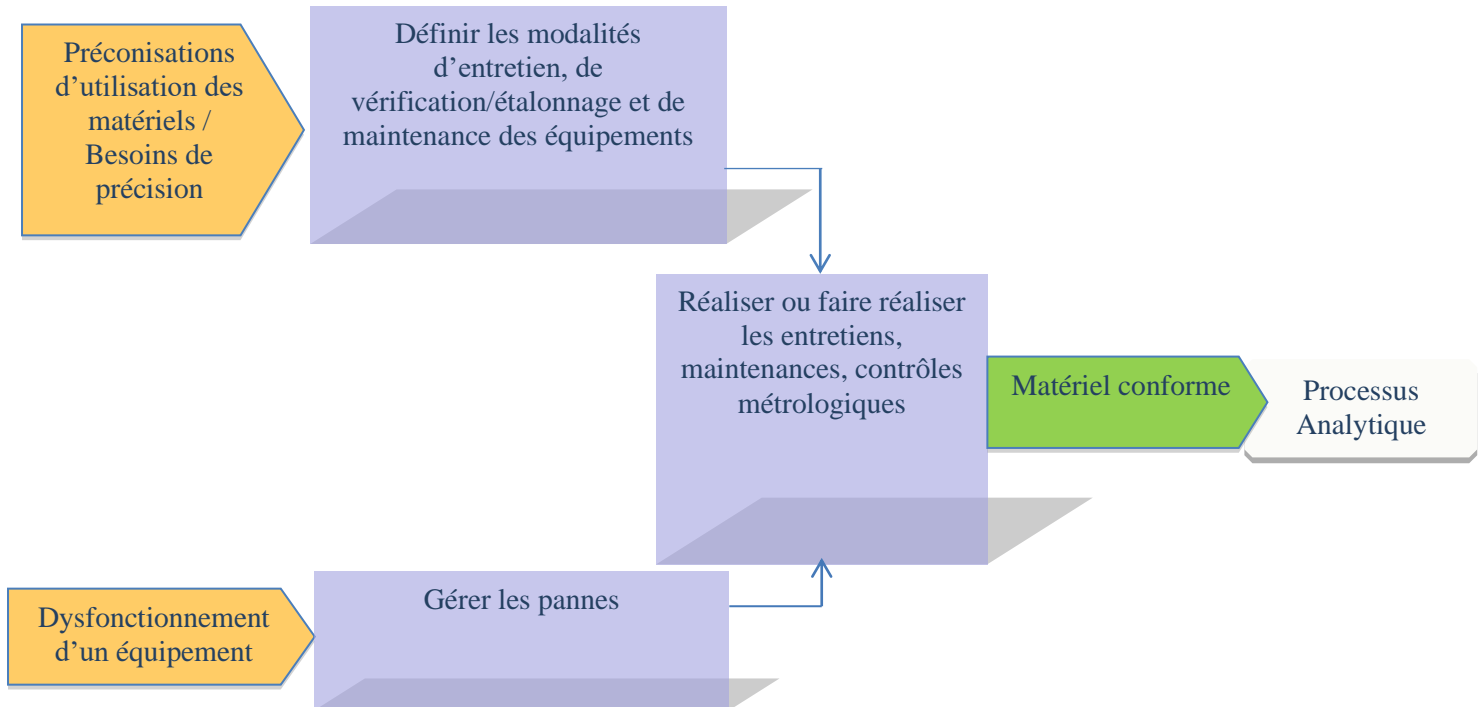 Préconisations
d’utilisation des
matériels /
Besoins de
précision
Définir les modalités
d’entretien, de
vérification/étalonnage et de
maintenance des équipements
Réaliser ou faire réaliser
les entretiens,
maintenances, contrôles
métrologiques
Matériel conforme
Processus
Analytique
Dysfonctionnement
d’un équipement
Gérer les pannes